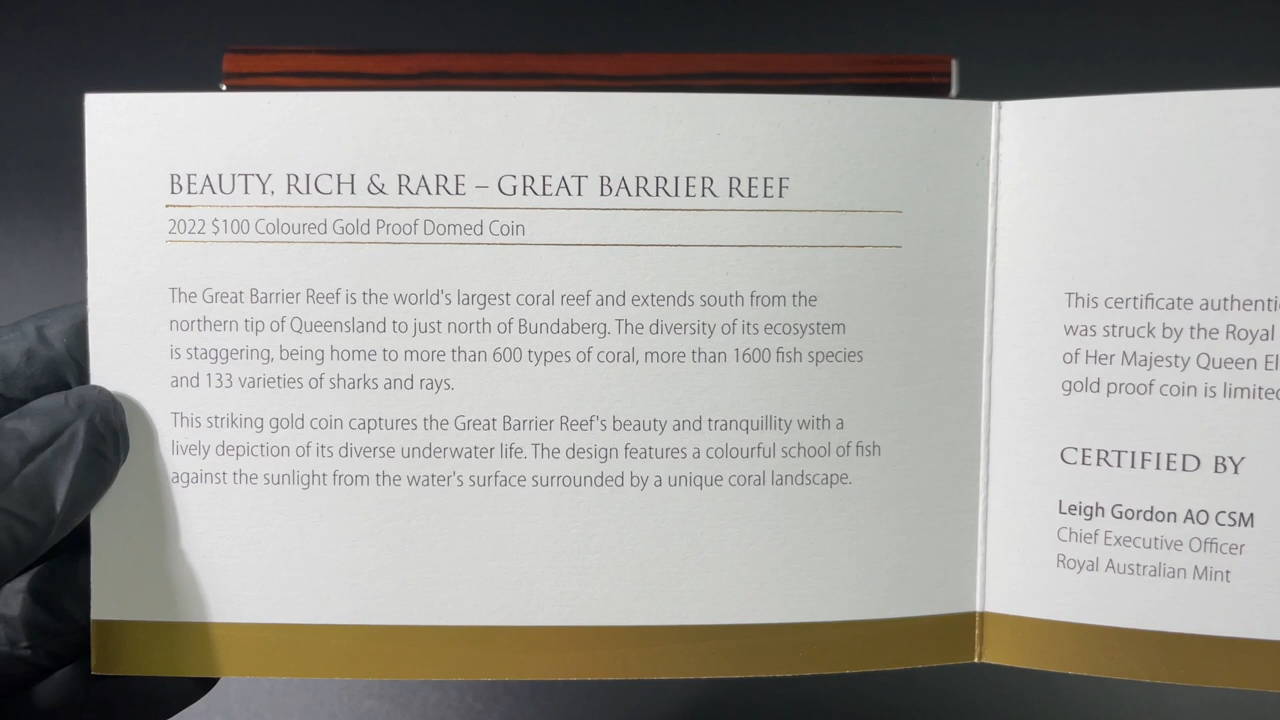 BEAUTY, RICH & RARE – GREAT BARRIER REEF
2022 $100 Coloured Gold Proof Domed Coin
The Great Barrier Reef is the world's largest coral reef and extends south from the
northern tip of Queensland to just north of Bundaberg. The diversity of its ecosystem
is staggering, being home to more than 600 types of coral, more than 1600 fish species
and 133 varieties of sharks and rays.
This striking gold coin captures the Great Barrier Reef's beauty and tranquillity with a
lively depiction of its diverse underwater life. The design features a colourful school of fish
against the sunlight from the water's surface surrounded by a unique coral landscape.
This certificate
was struck by the Royal
of Her Majesty Queen
gold proof coin is
CERTIFIED BY
Leigh Gordon AO CSM
Chief Executive Officer
Royal Australian Mint